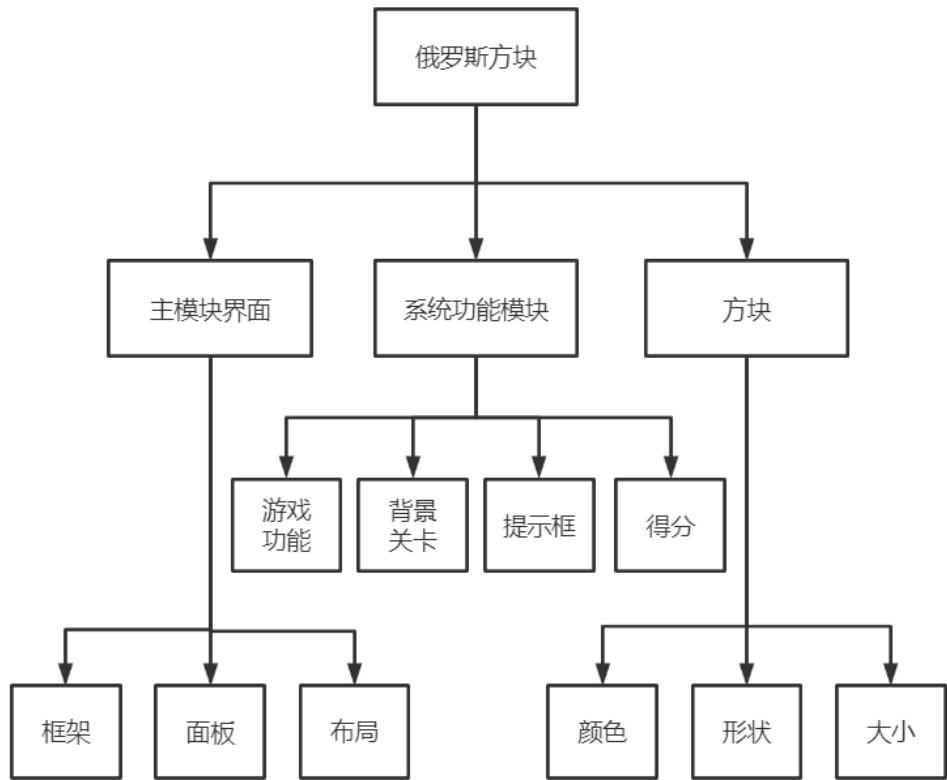 俄罗斯方块
主模块界面
系统功能模块
方块
游戏
功能
背景
关卡
提示框
得分
框架
面板
布局
颜色
形状
大小